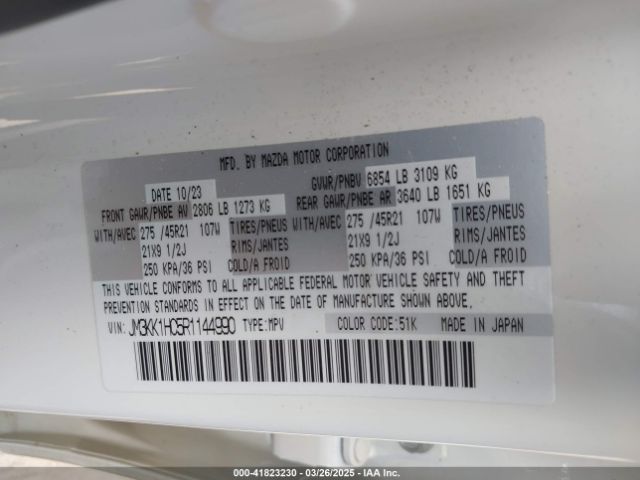 MFD. BY MAZDA MOTOR CORPORATION
DATE 10/23 GVWR/PNBV 6854 LB 3109 KG
FRONT GAWR/PNBE AV 2806 LB 1273 KG REAR GAWR/PNBE AR 3640 LB 1651 KG
WITH/AVEC 275 /45R21 107W TIRES/PNEUS WITH/AVEC 275 /45R21 107W TIRES/PNEUS
21X9 1/2J RIMS/JANTES 21X9 1/2J RIMS/JANTES
250 KPA/36 PSI COLD/A FROID 250 KPA/36 PSI COLD/A FROID
THIS VEHICLE CONFORMS TO ALL APPLICABLE FEDERAL MOTOR VEHICLE SAFETY AND THEFT
PREVENTION STANDARDS IN EFFECT ON THE DATE OF MANUFACTURE SHOWN ABOVE.
VIN: JM3KK1HC5R1144990 TYPE:MPV COLOR CODE:51K MADE IN JAPAN
000-41823230 - 03/26/2025 - IAA Inc.